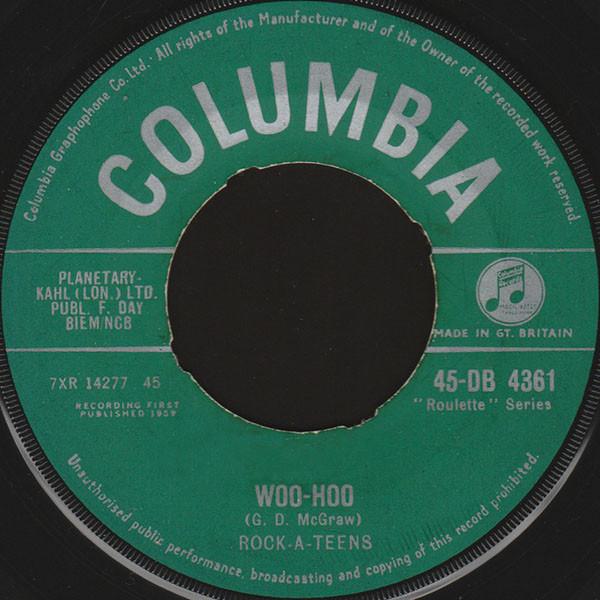 Columbia Graphophone Co. Ltd. · All rights of the Manufacturer and of the Owner of the recorded work reserved.
COLUMBIA
PLANETARY-
KAHL (LON.) LTD.
PUBL. F. DAY
BIEM/NCB
Columbia
Records
MADE IN GT. BRITAIN
7XR 14277 45
RECORDING FIRST
PUBLISHED 1959
45-DB 4361
"Roulette" Series
WOO-HOO
(G. D. McGraw)
ROCK-A-TEENS
Unauthorised public performance, broadcasting and copying of this record prohibited.